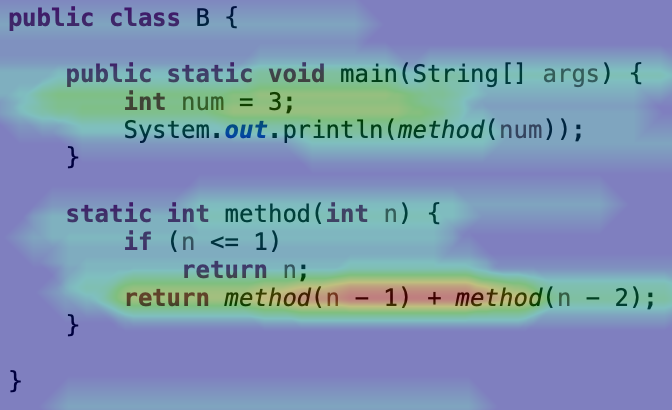 public class B {
public static void main(String[] args) {
int num = 3;
System.out.println(method(num));
}
static int method(int n) {
if (n <= 1)
return n;
return method(n - 1) + method(n - 2);
}
}